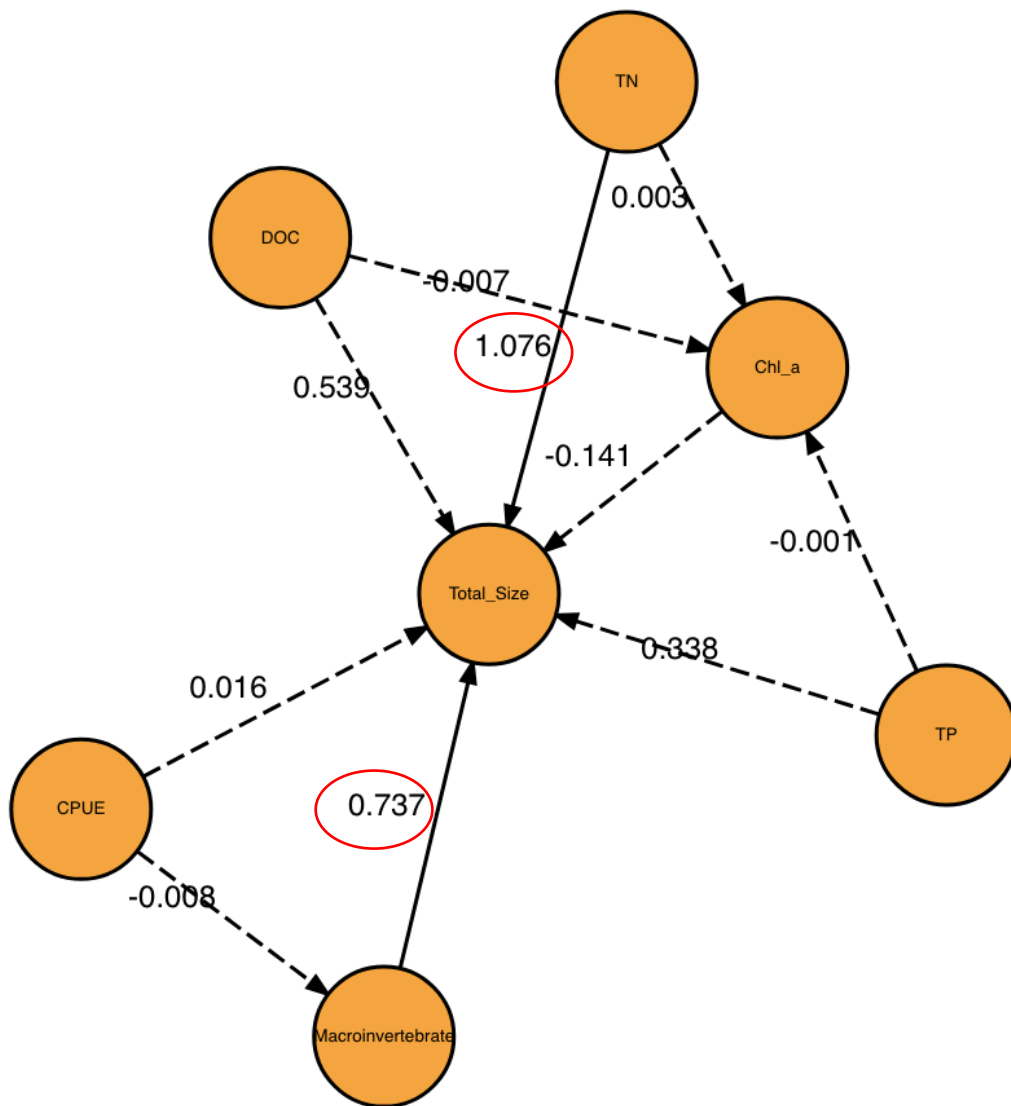 TN
0.003
DOC
-0.007
1.076
Chl_a
0.539
-0.141
-0.001
Total_Size
0.338
0.016
TP
CPUE
0.737
-0.008
Macroinvertebrate